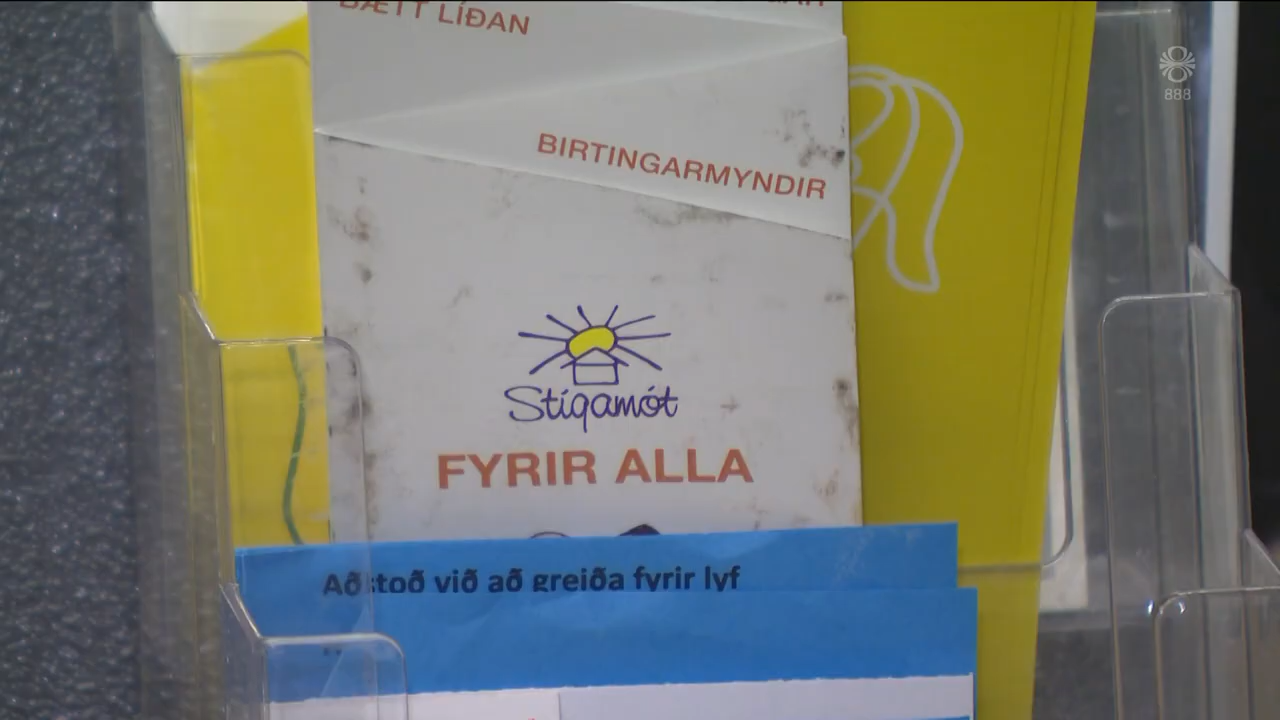 BÆTT LÍÐAN
888
BIRTINGARMYNDIR
Stígamót
FYRIR ALLA
Aðstoð við að greiða fyrir lyf